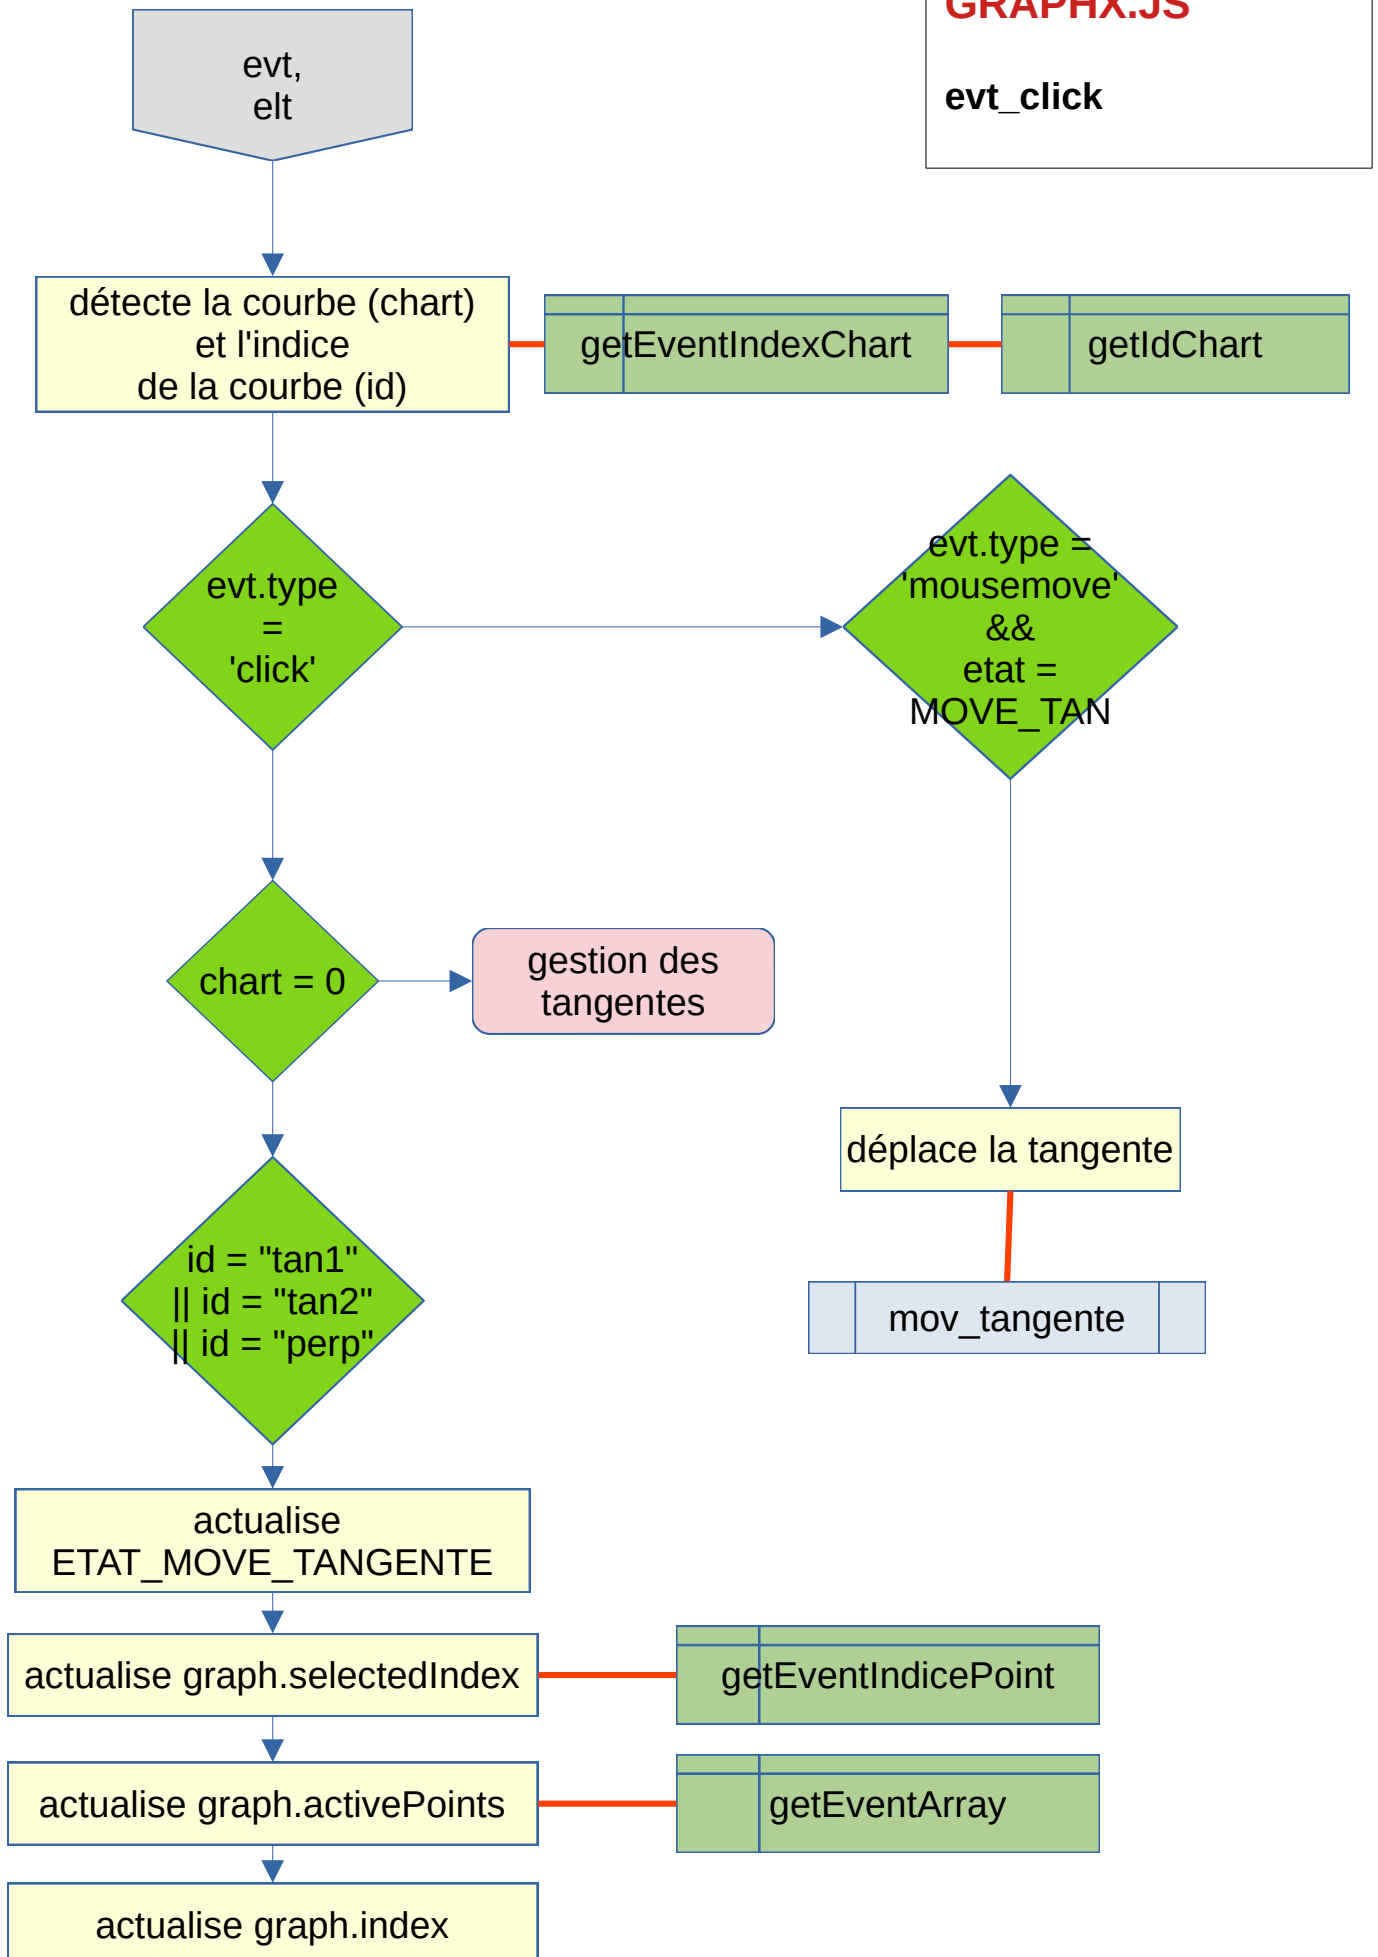 GRAPHX.JS
evt_click
evt,
elt
détecte la courbe (chart)
et l'indice
de la courbe (id)
getEventIndexChart
getIdChart
evt.type
=
'click'
evt.type =
'mousemove'
&&
etat =
MOVE_TAN
chart = 0
gestion des
tangentes
déplace la tangente
mov_tangente
id = "tan1"
|| id = "tan2"
|| id = "perp"
actualise
ETAT_MOVE_TANGENTE
actualise graph.selectedIndex
getEventIndicePoint
actualise graph.activePoints
getEventArray
actualise graph.index